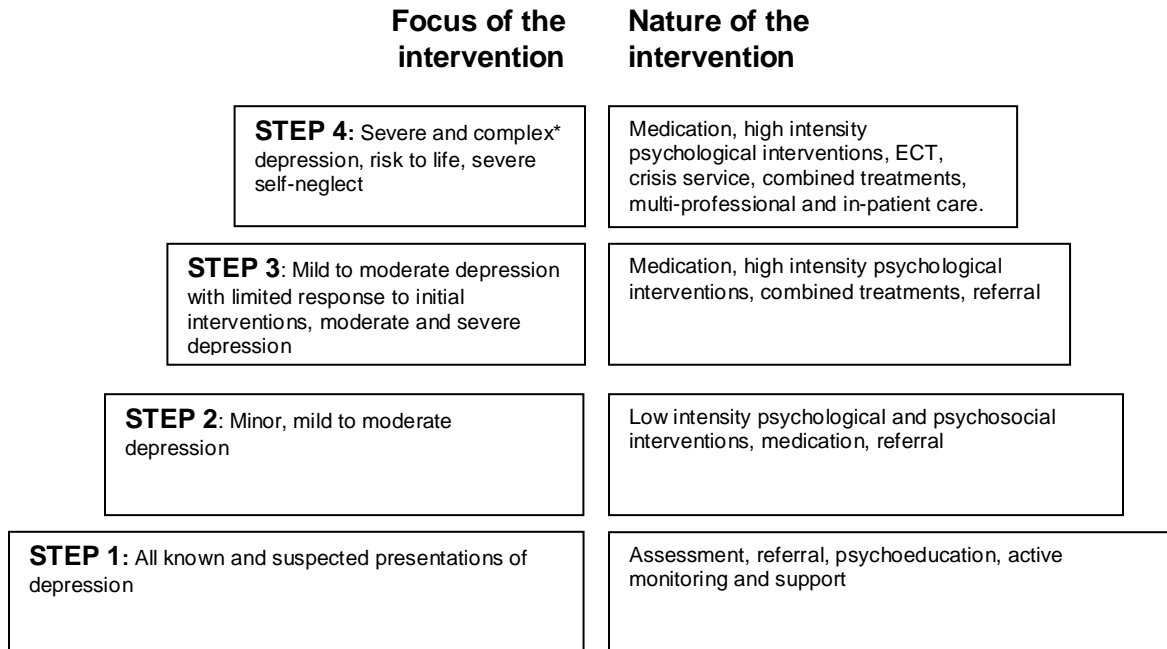 Focus of the
intervention
Nature of the
intervention
STEP 4: Severe and complex*
depression, risk to life, severe
self-neglect
Medication, high intensity
psychological interventions, ECT,
crisis service, combined treatments,
multi-professional and in-patient care.
STEP 3: Mild to moderate depression
with limited response to initial
interventions, moderate and severe
depression
Medication, high intensity psychological
interventions, combined treatments, referral
STEP 2: Minor, mild to moderate
depression
Low intensity psychological and psychosocial
interventions, medication, referral
STEP 1: All known and suspected presentations of
depression
Assessment, referral, psychoeducation, active
monitoring and support